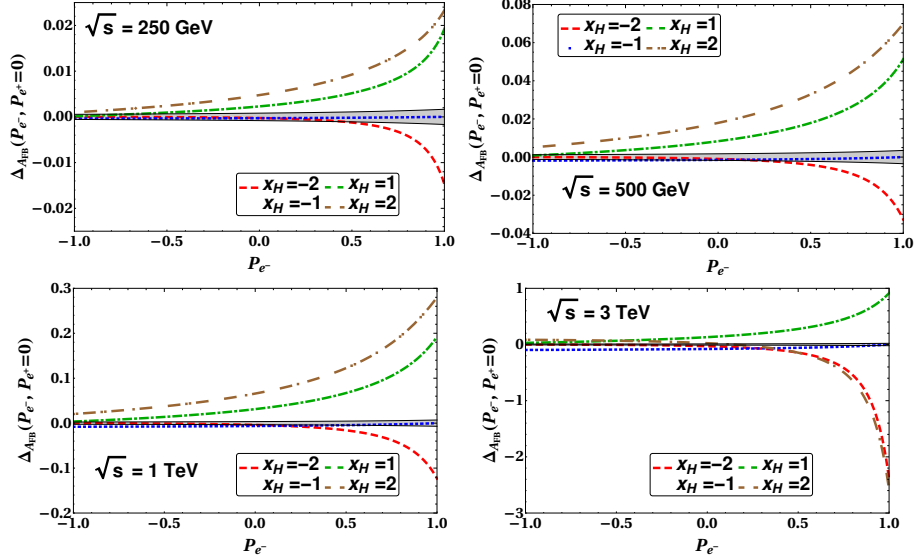 √s = 250 GeV
Δ_{A_FB}(P_{e⁻}, P_{e⁺}=0)
0.02
0.01
0.00
−0.01
−0.02
x_H=−2 x_H=1
x_H=−1 x_H=2
−1.0 −0.5 0.0 0.5 1.0
P_{e⁻}
x_H=−2 x_H=1
x_H=−1 x_H=2
Δ_{A_FB}(P_{e⁻}, P_{e⁺}=0)
0.08
0.06
0.04
0.02
0.00
−0.02
−0.04
√s = 500 GeV
−1.0 −0.5 0.0 0.5 1.0
P_{e⁻}
Δ_{A_FB}(P_{e⁻}, P_{e⁺}=0)
0.3
0.2
0.1
0.0
−0.1
−0.2
√s = 1 TeV
x_H=−2 x_H=1
x_H=−1 x_H=2
−1.0 −0.5 0.0 0.5 1.0
P_{e⁻}
√s = 3 TeV
Δ_{A_FB}(P_{e⁻}, P_{e⁺}=0)
1
0
−1
−2
−3
x_H=−2 x_H=1
x_H=−1 x_H=2
−1.0 −0.5 0.0 0.5 1.0
P_{e⁻}